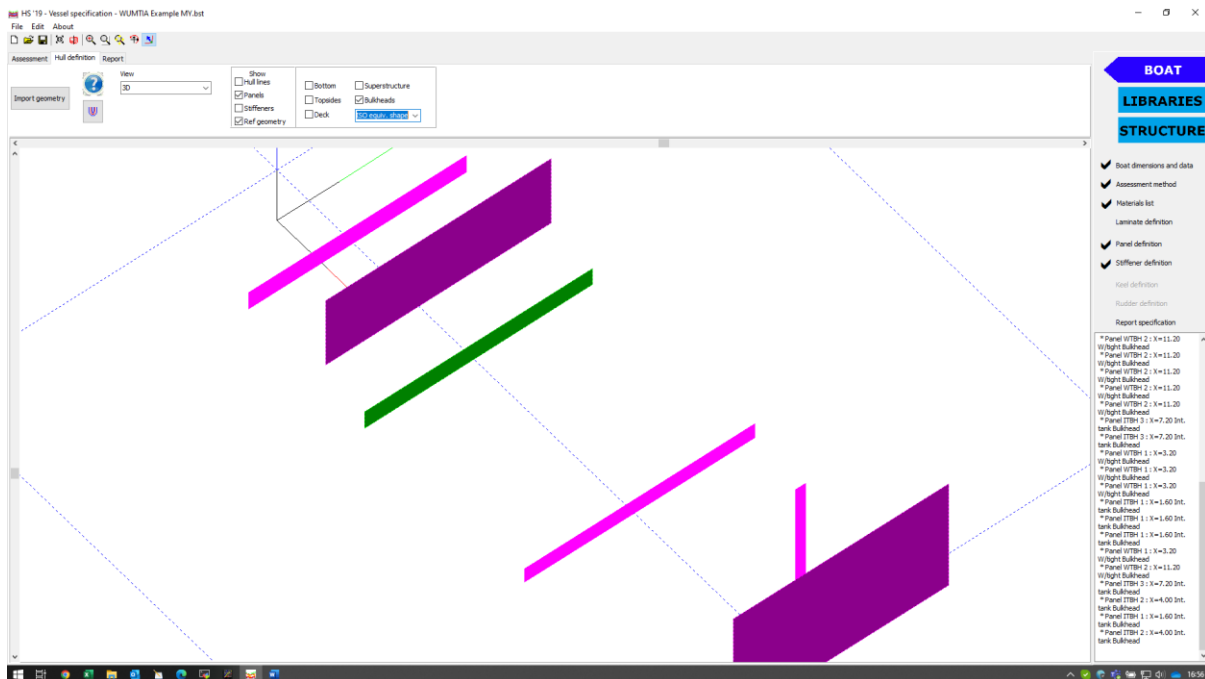 HS '19 - Vessel specification - WUMTIA Example MY.bst
File Edit About
Assessment Hull definition Report
Import geometry
View
3D
Show
Hull lines
Panels
Stiffeners
Ref geometry
Bottom
Topsides
Deck
Superstructure
Bulkheads
ISO equiv. shape
BOAT
LIBRARIES
STRUCTURE
Boat dimensions and data
Assessment method
Materials list
Laminate definition
Panel definition
Stiffener definition
Keel definition
Rudder definition
Report specification
* Panel WTBH 2 : X=11.20
W/tight Bulkhead
* Panel WTBH 2 : X=11.20
W/tight Bulkhead
* Panel WTBH 2 : X=11.20
W/tight Bulkhead
* Panel WTBH 2 : X=11.20
W/tight Bulkhead
* Panel WTBH 2 : X=11.20
W/tight Bulkhead
* Panel ITBH 3 : X=7.20 Int.
tank Bulkhead
* Panel ITBH 3 : X=7.20 Int.
tank Bulkhead
* Panel WTBH 1 : X=3.20
W/tight Bulkhead
* Panel WTBH 1 : X=3.20
W/tight Bulkhead
* Panel WTBH 1 : X=3.20
W/tight Bulkhead
* Panel ITBH 1 : X=1.60 Int.
tank Bulkhead
* Panel ITBH 1 : X=1.60 Int.
tank Bulkhead
* Panel WTBH 1 : X=3.20
W/tight Bulkhead
* Panel WTBH 2 : X=11.20
W/tight Bulkhead
* Panel ITBH 3 : X=7.20 Int.
tank Bulkhead
* Panel ITBH 2 : X=4.00 Int.
tank Bulkhead
* Panel ITBH 1 : X=1.60 Int.
tank Bulkhead
* Panel ITBH 2 : X=4.00 Int.
tank Bulkhead
16:56